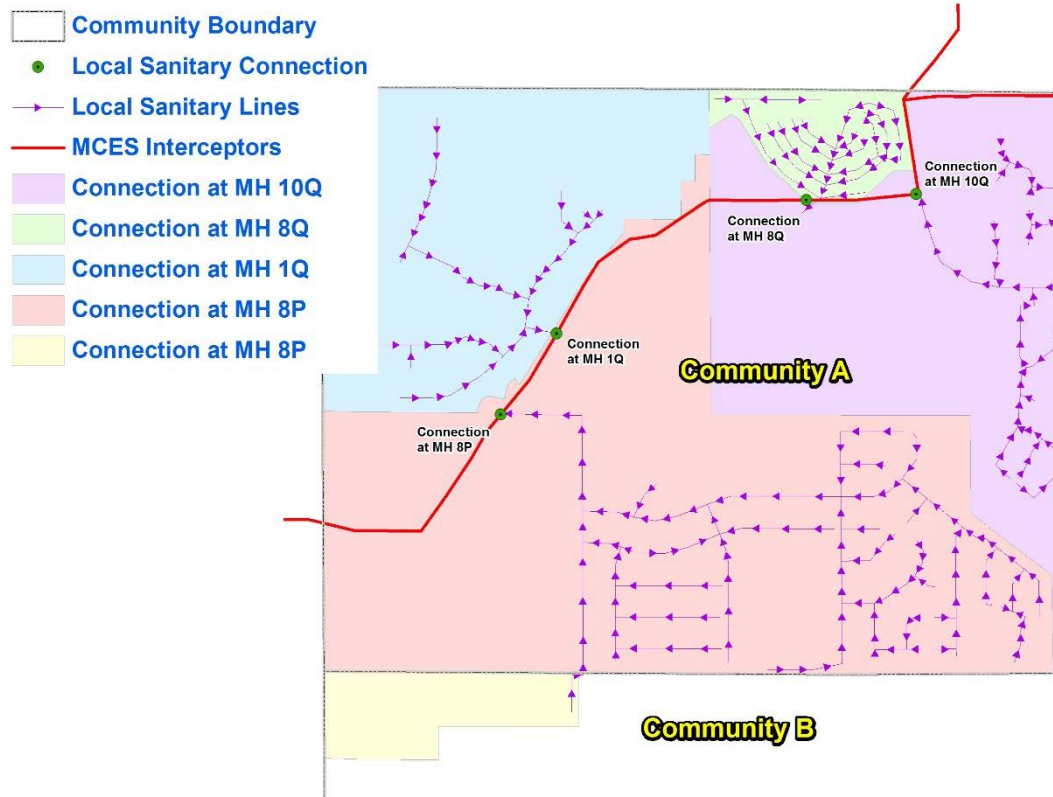 Community Boundary
Local Sanitary Connection
Local Sanitary Lines
MCES Interceptors
Connection at MH 10Q
Connection at MH 8Q
Connection at MH 1Q
Connection at MH 8P
Connection at MH 8P
Connection
at MH 10Q
Connection
at MH 8Q
Connection
at MH 1Q
Community A
Connection
at MH 8P
Community B